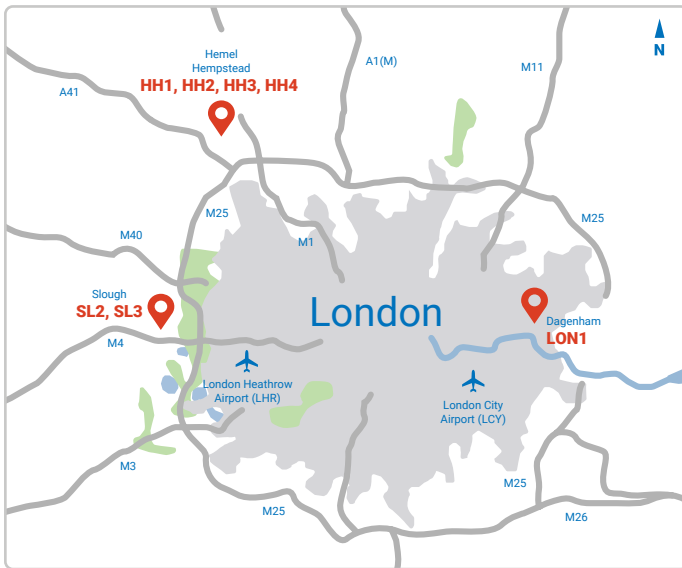 N
Hemel
Hempstead
HH1, HH2, HH3, HH4
A1(M)
M11
A41
M25
M25
M40
M1
Slough
SL2, SL3
London
Dagenham
LON1
M4
London Heathrow
Airport (LHR)
London City
Airport (LCY)
M3
M25
M25
M26